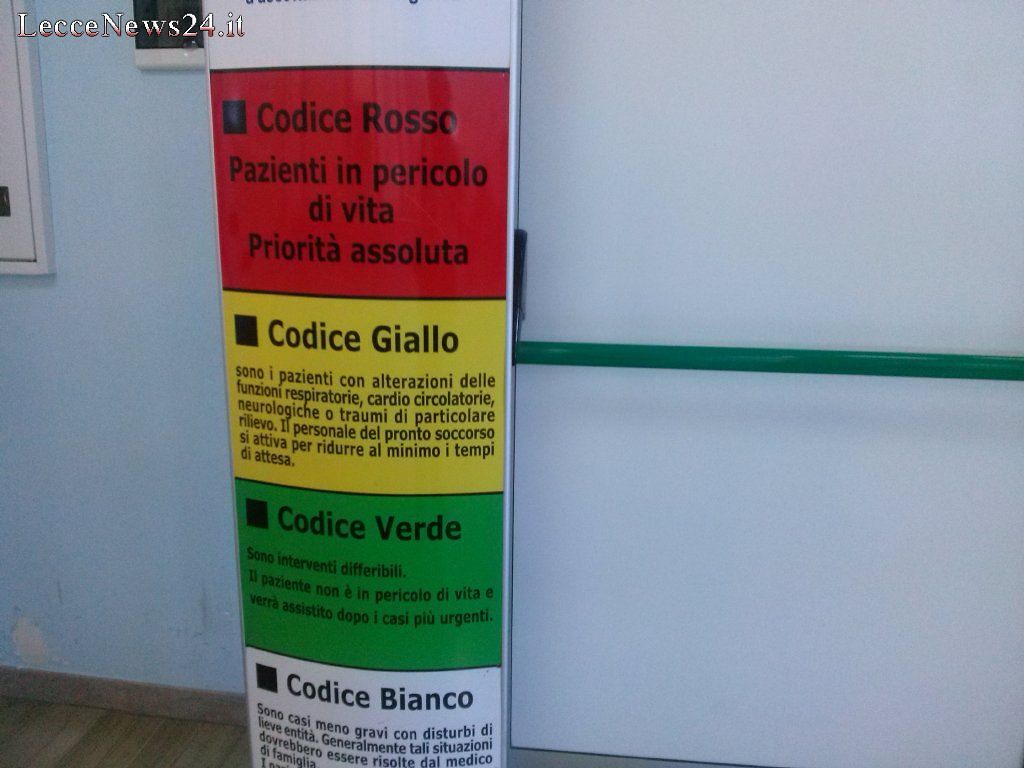 LecceNews24.it
Codice Rosso
Pazienti in pericolo
di vita
Priorità assoluta
Codice Giallo
sono i pazienti con alterazioni delle
funzioni respiratorie, cardio circolatorie,
neurologiche o traumi di particolare
rilievo. Il personale del pronto soccorso
si attiva per ridurre al minimo i tempi
di attesa.
Codice Verde
Sono interventi differibili.
Il paziente non è in pericolo di vita e
verrà assistito dopo i casi più urgenti.
Codice Bianco
Sono casi meno gravi con disturbi di
lieve entità. Generalmente tali situazioni
dovrebbero essere risolte dal medico
di famiglia.